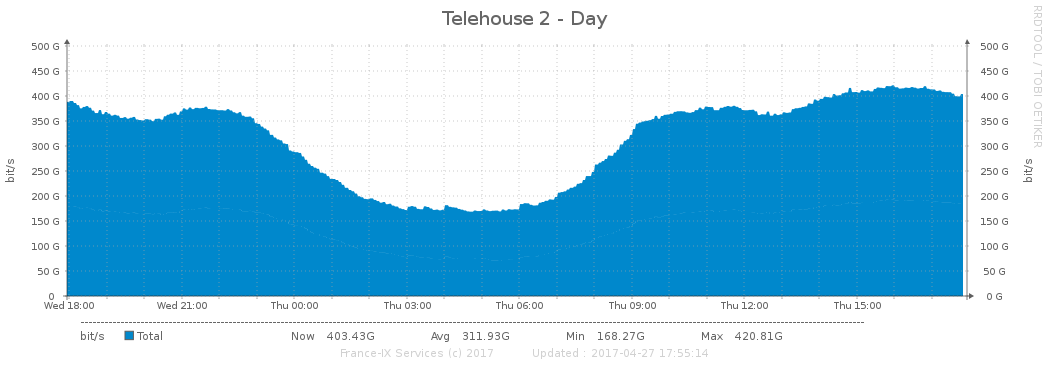 Telehouse 2 - Day
RRDTOOL / TOBI OETIKER
500 G 500 G
450 G 450 G
400 G 400 G
350 G 350 G
300 G 300 G
250 G 250 G
200 G 200 G
150 G 150 G
100 G 100 G
50 G 50 G
0 0 G
bit/s bit/s
Wed 18:00 Wed 21:00 Thu 00:00 Thu 03:00 Thu 06:00 Thu 09:00 Thu 12:00 Thu 15:00
bit/s Total Now 403.43G Avg 311.93G Min 168.27G Max 420.81G
France-IX Services (c) 2017 Updated : 2017-04-27 17:55:14